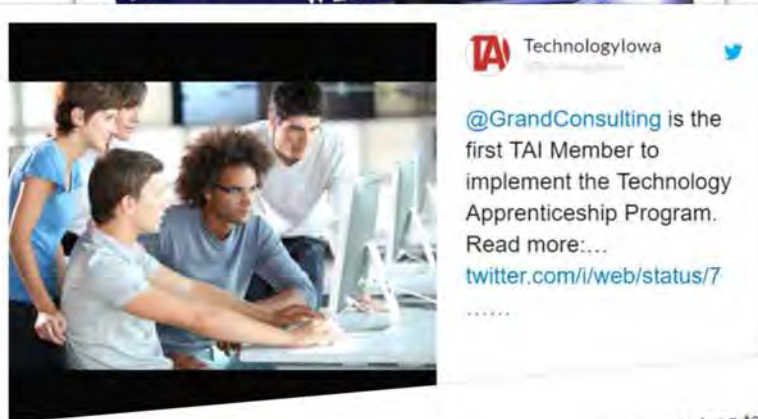 TAI
TechnologyIowa
@GrandConsulting is the
first TAI Member to
implement the Technology
Apprenticeship Program.
Read more:…
twitter.com/i/web/status/7
……